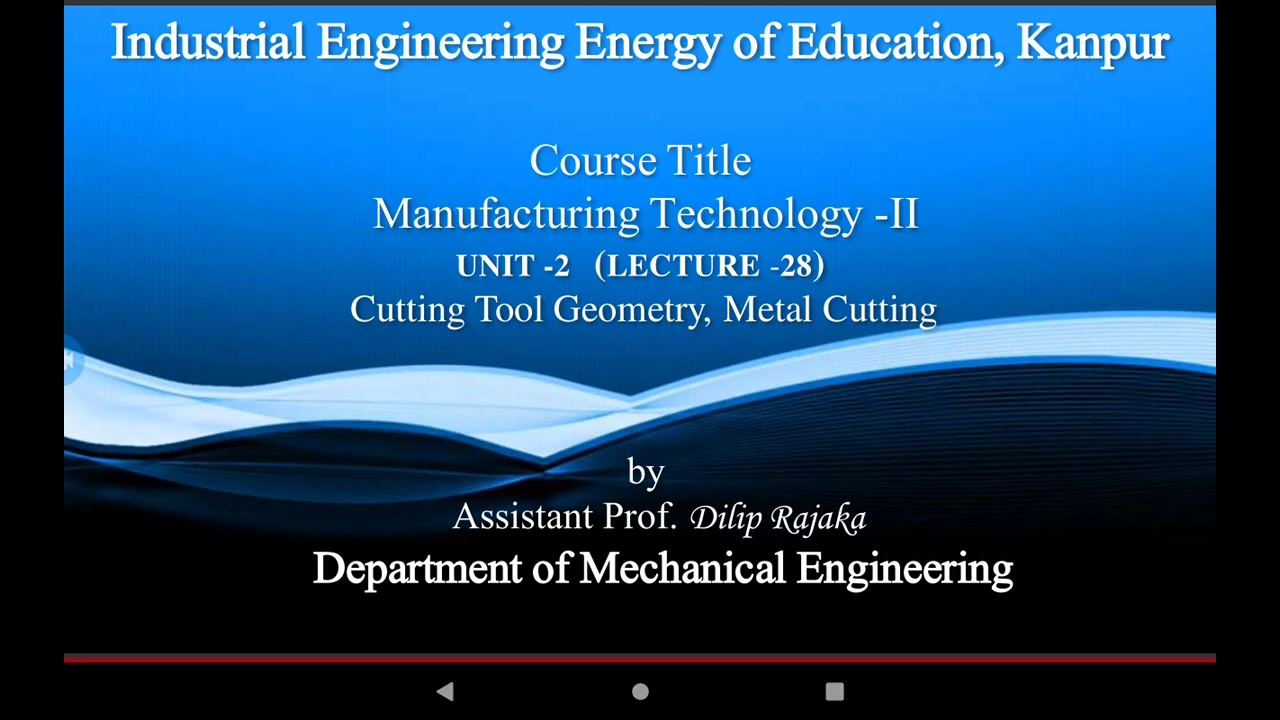 Industrial Engineering Energy of Education, Kanpur
Course Title
Manufacturing Technology -II
UNIT -2 (LECTURE -28)
Cutting Tool Geometry, Metal Cutting
by
Assistant Prof. Dilip Rajaka
Department of Mechanical Engineering